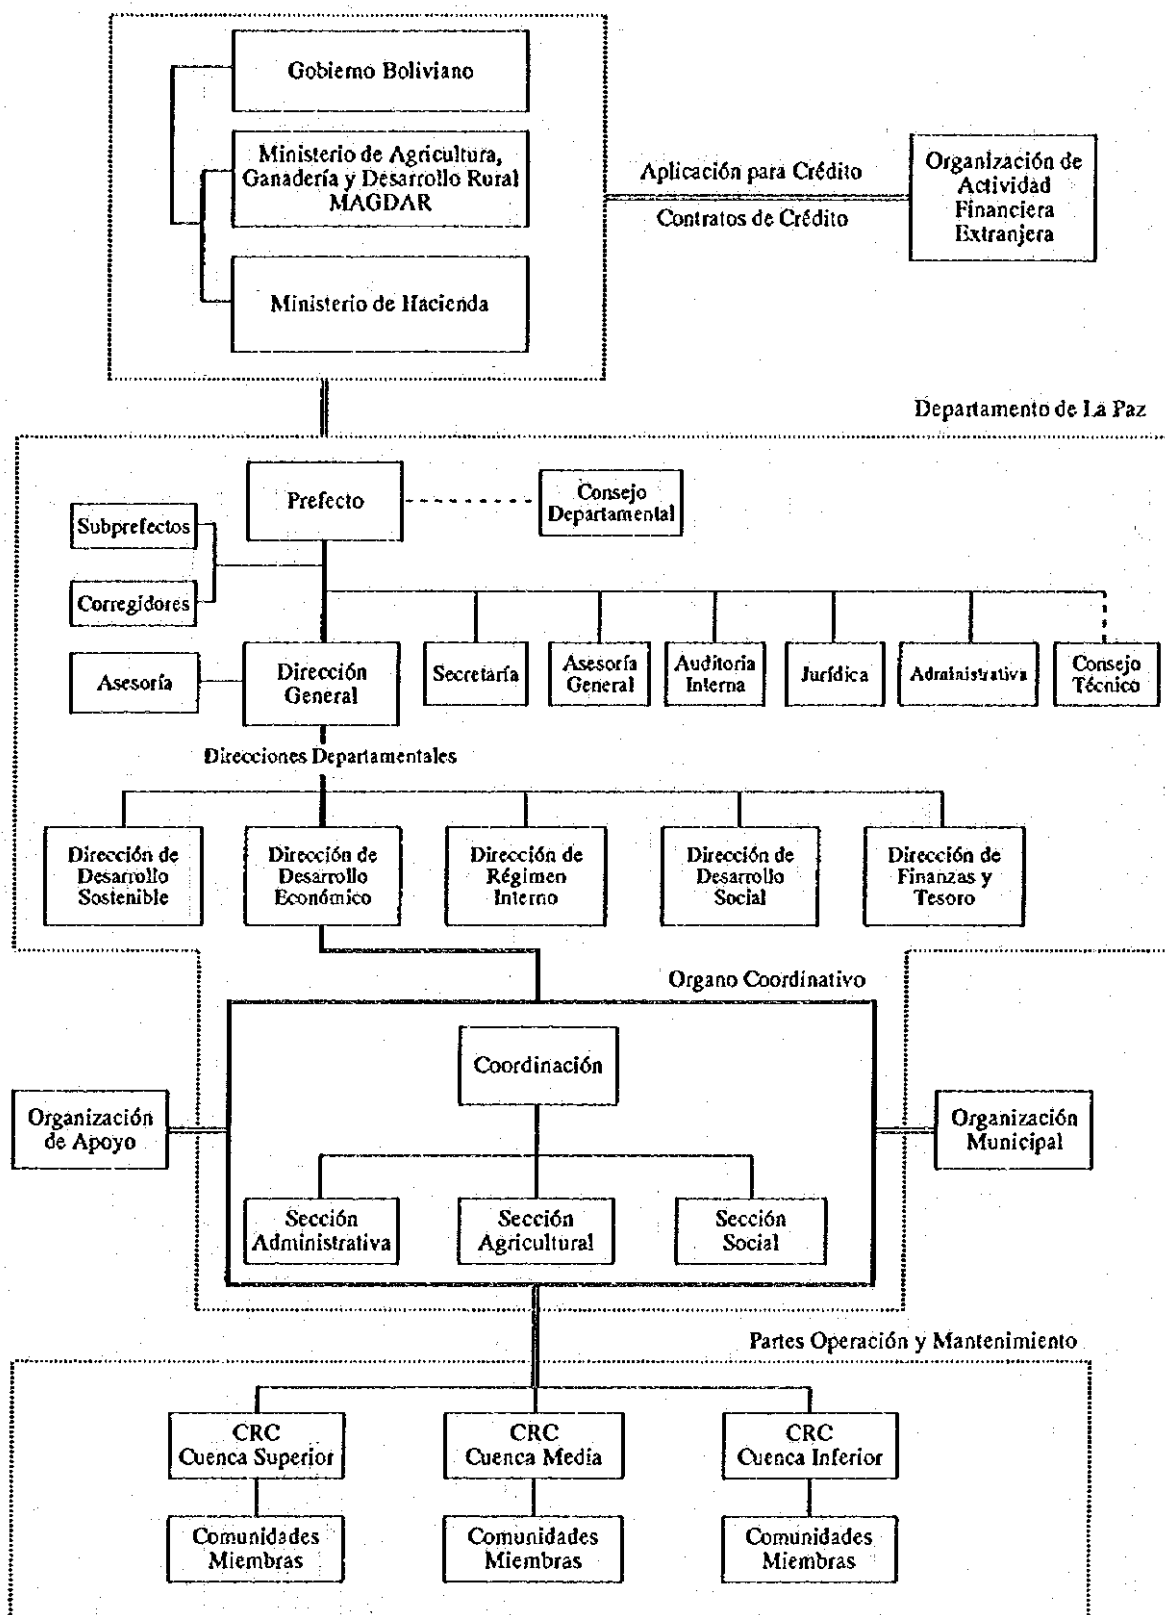 Gobierno Boliviano
Ministerio de Agricultura,
Ganadería y Desarrollo Rural
MAGDAR
Ministerio de Hacienda
Aplicación para Crédito
Contratos de Crédito
Organización de
Actividad
Financiera
Extranjera
Departamento de La Paz
Prefecto
Consejo
Departamental
Subprefectos
Corregidores
Asesoría
Dirección
General
Secretaría
Asesoría
General
Auditoria
Interna
Jurídica
Administrativa
Consejo
Técnico
Direcciones Departamentales
Dirección de
Desarrollo
Sostenible
Dirección de
Desarrollo
Económico
Dirección de
Régimen
Interno
Dirección de
Desarrollo
Social
Dirección de
Finanzas y
Tesoro
Organo Coordinativo
Coordinación
Organización
de Apoyo
Organización
Municipal
Sección
Administrativa
Sección
Agricultural
Sección
Social
Partes Operación y Mantenimiento
CRC
Cuenca Superior
CRC
Cuenca Media
CRC
Cuenca Inferior
Comunidades
Miembras
Comunidades
Miembras
Comunidades
Miembras